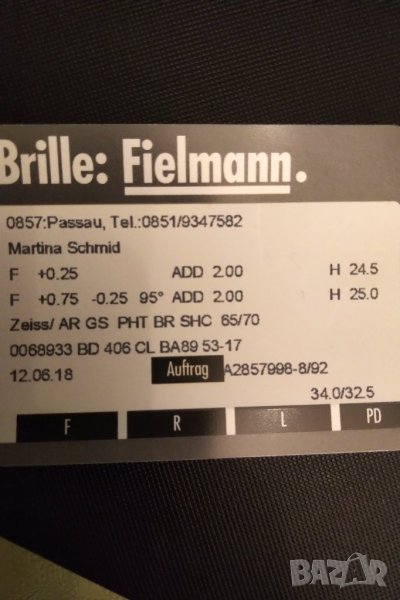 Brille: Fielmann.
0857:Passau, Tel.:0851/9347582
Martina Schmid
F +0.25 ADD 2.00 H 24.5
F +0.75 -0.25 95° ADD 2.00 H 25.0
Zeiss/ AR GS PHT BR SHC 65/70
0068933 BD 406 CL BA89 53-17
12.06.18 Auftrag A2857998-8/92
34.0/32.5
F R L PD
BAZAR